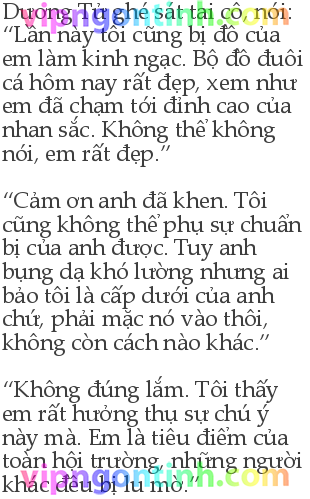 Dương Tử ghé sát tai cô, nói:
“Lần này tôi cũng bị đồ của
em làm kinh ngạc. Bộ đồ đuôi
cá hôm nay rất đẹp, xem như
em đã chạm tới đỉnh cao của
nhan sắc. Không thể không
nói, em rất đẹp.”
“Cảm ơn anh đã khen. Tôi
cũng không thể phụ sự chuẩn
bị của anh được. Tuy anh
bụng dạ khó lường nhưng ai
bảo tôi là cấp dưới của anh
chứ, phải mặc nó vào thôi,
không còn cách nào khác.”
“Không đúng lắm. Tôi thấy
em rất hưởng thụ sự chú ý
này mà. Em là tiêu điểm của
toàn hội trường, những người
khác đều bị lu mờ.”
vipngontinh.com
vipngontinh.com